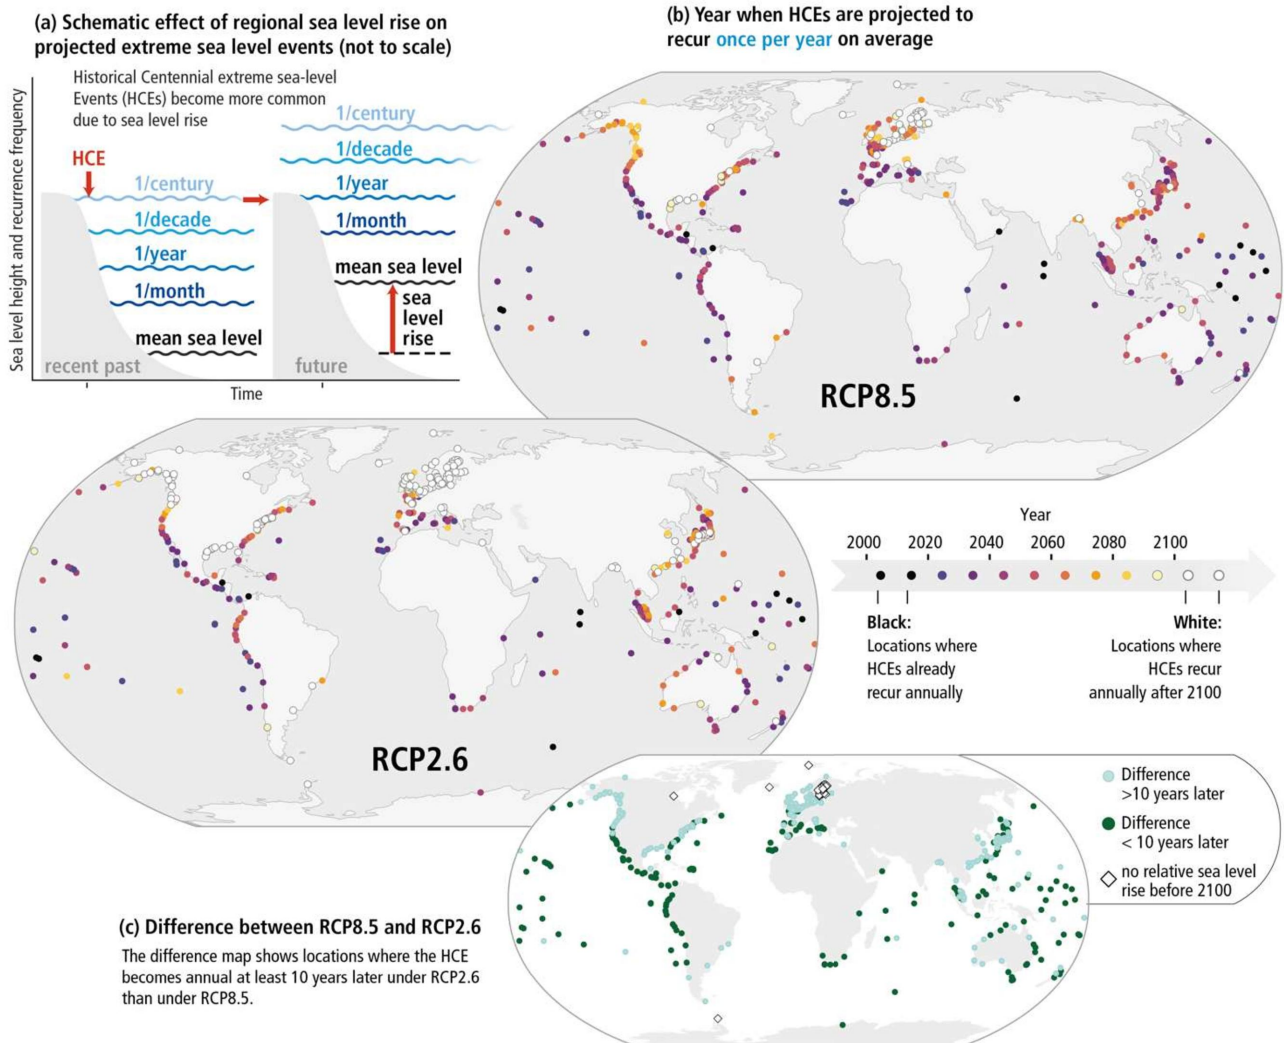 (a) Schematic effect of regional sea level rise on
projected extreme sea level events (not to scale)
Sea level height and recurrence frequency
Historical Centennial extreme sea-level
Events (HCEs) become more common
due to sea level rise
HCE
1/century
1/decade
1/year
1/month
mean sea level
recent past
1/century
1/decade
1/year
1/month
mean sea level
sea
level
rise
future
Time
(b) Year when HCEs are projected to
recur once per year on average
RCP8.5
RCP2.6
Year
2000 2020 2040 2060 2080 2100
Black:
Locations where
HCEs already
recur annually
White:
Locations where
HCEs recur
annually after 2100
(c) Difference between RCP8.5 and RCP2.6
The difference map shows locations where the HCE
becomes annual at least 10 years later under RCP2.6
than under RCP8.5.
Difference
>10 years later
Difference
< 10 years later
no relative sea level
rise before 2100